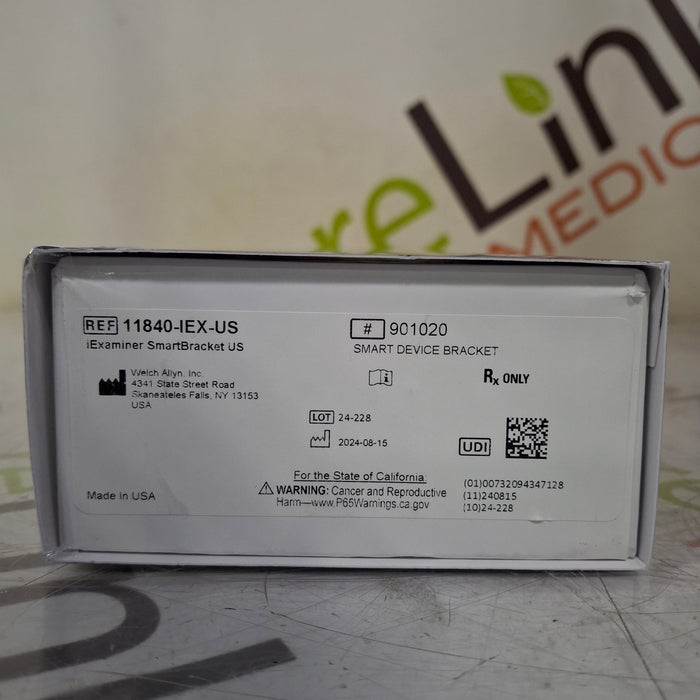 re Link
MEDIC
REF 11840-IEX-US
iExaminer SmartBracket US
# 901020
SMART DEVICE BRACKET
Welch Allyn, Inc.
4341 State Street Road
Skaneateles Falls, NY 13153
USA
Rx ONLY
LOT 24-228
2024-08-15
UDI
For the State of California:
WARNING: Cancer and Reproductive
Harm—www.P65Warnings.ca.gov
Made in USA
(01)00732094347128
(11)240815
(10)24-228